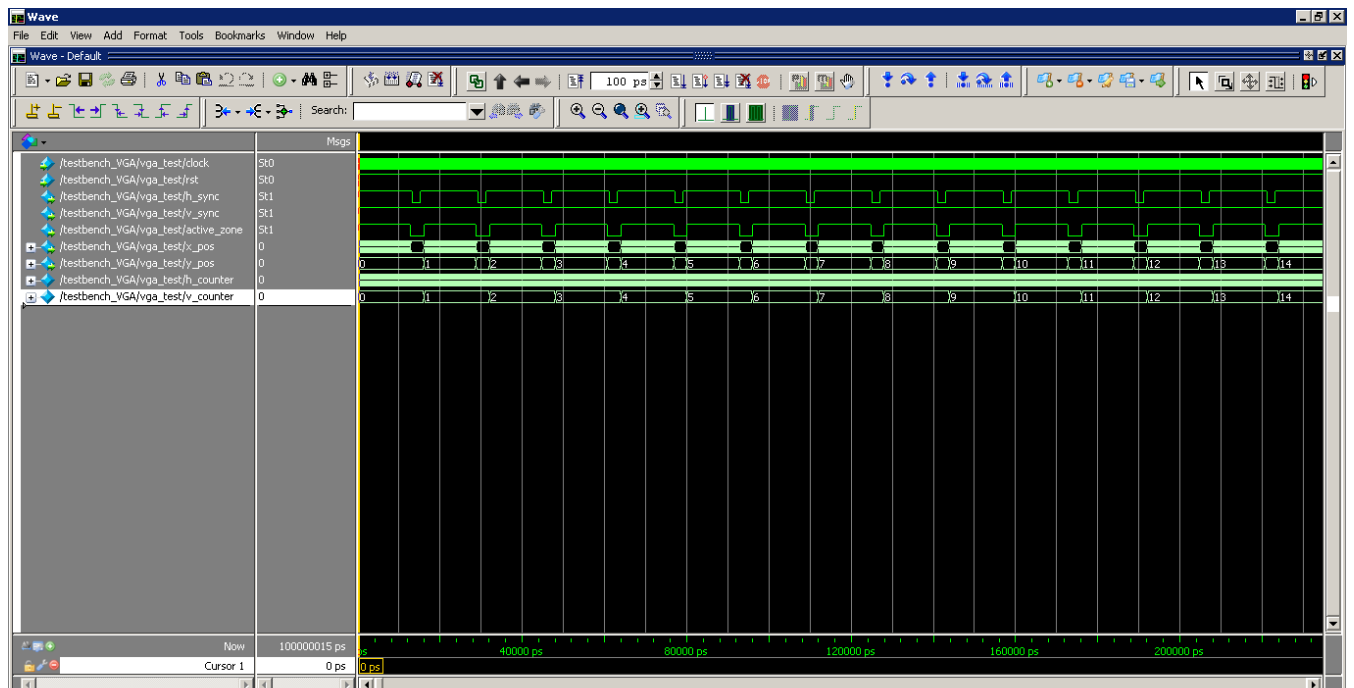 Wave
File Edit View Add Format Tools Bookmarks Window Help
Wave - Default
100 ps
Search:
Msgs
/testbench_VGA/vga_test/clock St0
/testbench_VGA/vga_test/rst St0
/testbench_VGA/vga_test/h_sync St1
/testbench_VGA/vga_test/v_sync St1
/testbench_VGA/vga_test/active_zone St1
/testbench_VGA/vga_test/x_pos 0
/testbench_VGA/vga_test/y_pos 0 0 1 2 3 4 5 6 7 8 9 10 11 12 13 14
/testbench_VGA/vga_test/h_counter 0
/testbench_VGA/vga_test/v_counter 0 0 1 2 3 4 5 6 7 8 9 10 11 12 13 14
Now 100000015 ps ps 40000 ps 80000 ps 120000 ps 160000 ps 200000 ps
Cursor 1 0 ps 0 ps